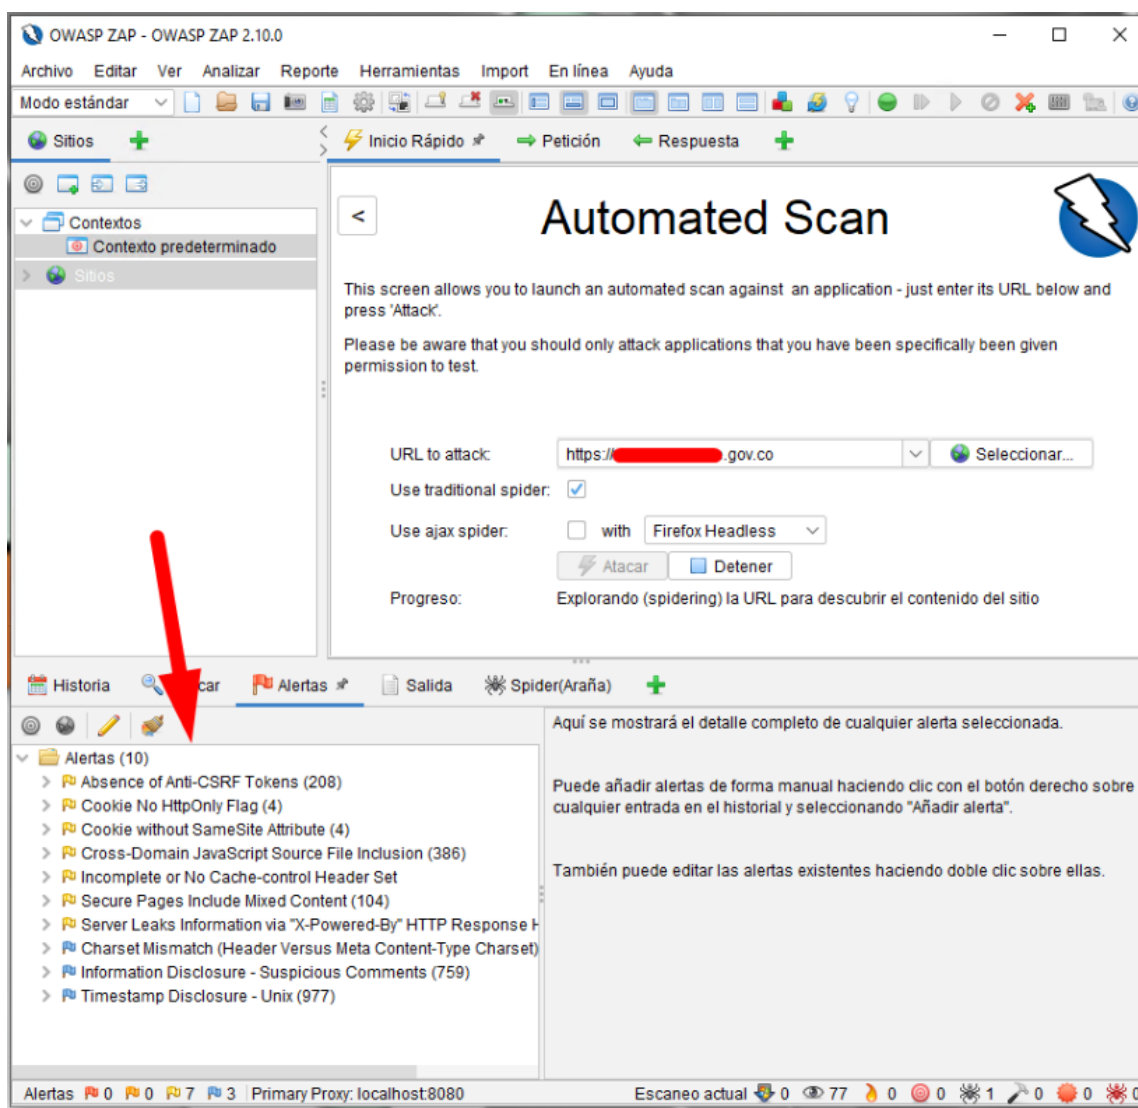 OWASP ZAP - OWASP ZAP 2.10.0
Archivo Editar Ver Analizar Reporte Herramientas Import En línea Ayuda
Modo estándar
Sitios
Inicio Rápido Petición Respuesta
Contextos
Contexto predeterminado
Sitios
<
Automated Scan
This screen allows you to launch an automated scan against an application - just enter its URL below and
press 'Attack'.
Please be aware that you should only attack applications that you have been specifically been given
permission to test.
URL to attack: https:// .gov.co Seleccionar...
Use traditional spider:
Use ajax spider: with Firefox Headless
Atacar Detener
Progreso: Explorando (spidering) la URL para descubrir el contenido del sitio
Historia car Alertas Salida Spider(Araña)
Alertas (10)
Absence of Anti-CSRF Tokens (208)
Cookie No HttpOnly Flag (4)
Cookie without SameSite Attribute (4)
Cross-Domain JavaScript Source File Inclusion (386)
Incomplete or No Cache-control Header Set
Secure Pages Include Mixed Content (104)
Server Leaks Information via "X-Powered-By" HTTP Response H
Charset Mismatch (Header Versus Meta Content-Type Charset)
Information Disclosure - Suspicious Comments (759)
Timestamp Disclosure - Unix (977)
Aquí se mostrará el detalle completo de cualquier alerta seleccionada.
Puede añadir alertas de forma manual haciendo clic con el botón derecho sobre
cualquier entrada en el historial y seleccionando "Añadir alerta".
También puede editar las alertas existentes haciendo doble clic sobre ellas.
Alertas 0 0 7 3 Primary Proxy: localhost:8080 Escaneo actual 0 77 0 0 1 0 0 0